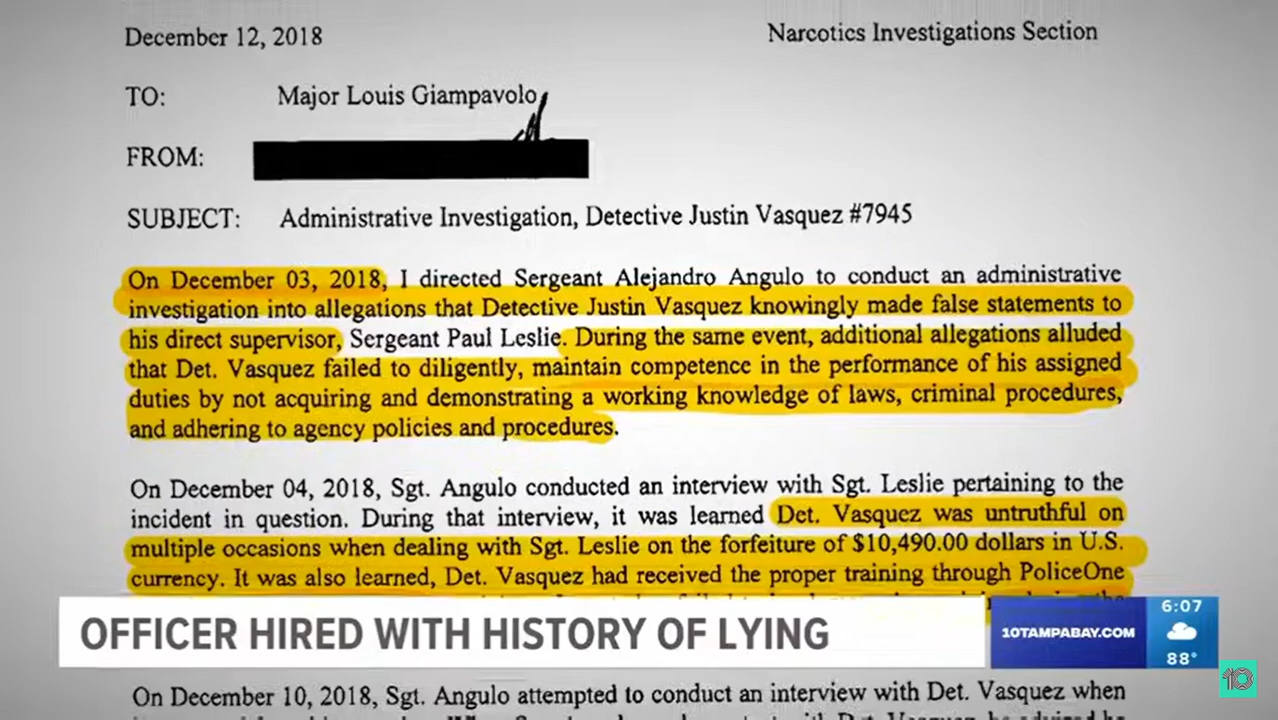 December 12, 2018
Narcotics Investigations Section
TO:
Major Louis Giampavolo
FROM:
SUBJECT:
Administrative Investigation, Detective Justin Vasquez #7945
On December 03, 2018, I directed Sergeant Alejandro Angulo to conduct an administrative
investigation into allegations that Detective Justin Vasquez knowingly made false statements to
his direct supervisor, Sergeant Paul Leslie. During the same event, additional allegations alluded
that Det. Vasquez failed to diligently, maintain competence in the performance of his assigned
duties by not acquiring and demonstrating a working knowledge of laws, criminal procedures,
and adhering to agency policies and procedures.
On December 04, 2018, Sgt. Angulo conducted an interview with Sgt. Leslie pertaining to the
incident in question. During that interview, it was learned Det. Vasquez was untruthful on
multiple occasions when dealing with Sgt. Leslie on the forfeiture of $10,490.00 dollars in U.S.
currency. It was also learned, Det. Vasquez had received the proper training through PoliceOne
OFFICER HIRED WITH HISTORY OF LYING
10TAMPABAY.COM
6:07
88°
10
On December 10, 2018, Sgt. Angulo attempted to conduct an interview with Det. Vasquez when